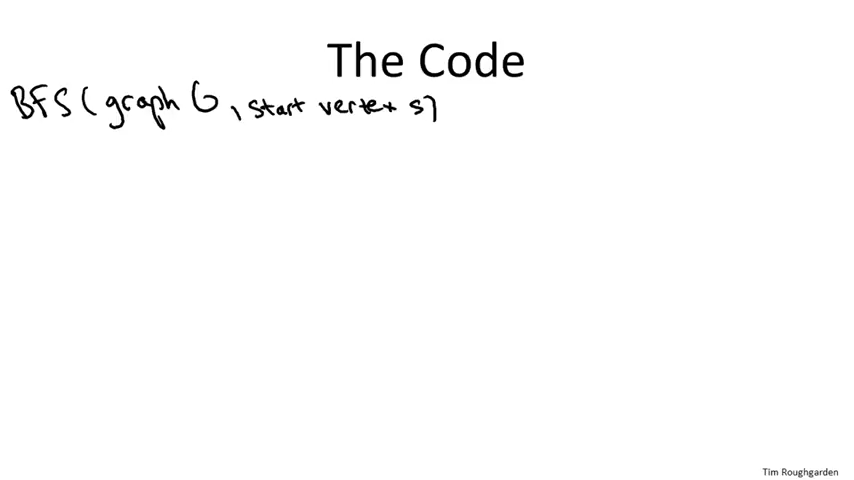 The Code
BFS (graph G, start vertex s)
Tim Roughgarden